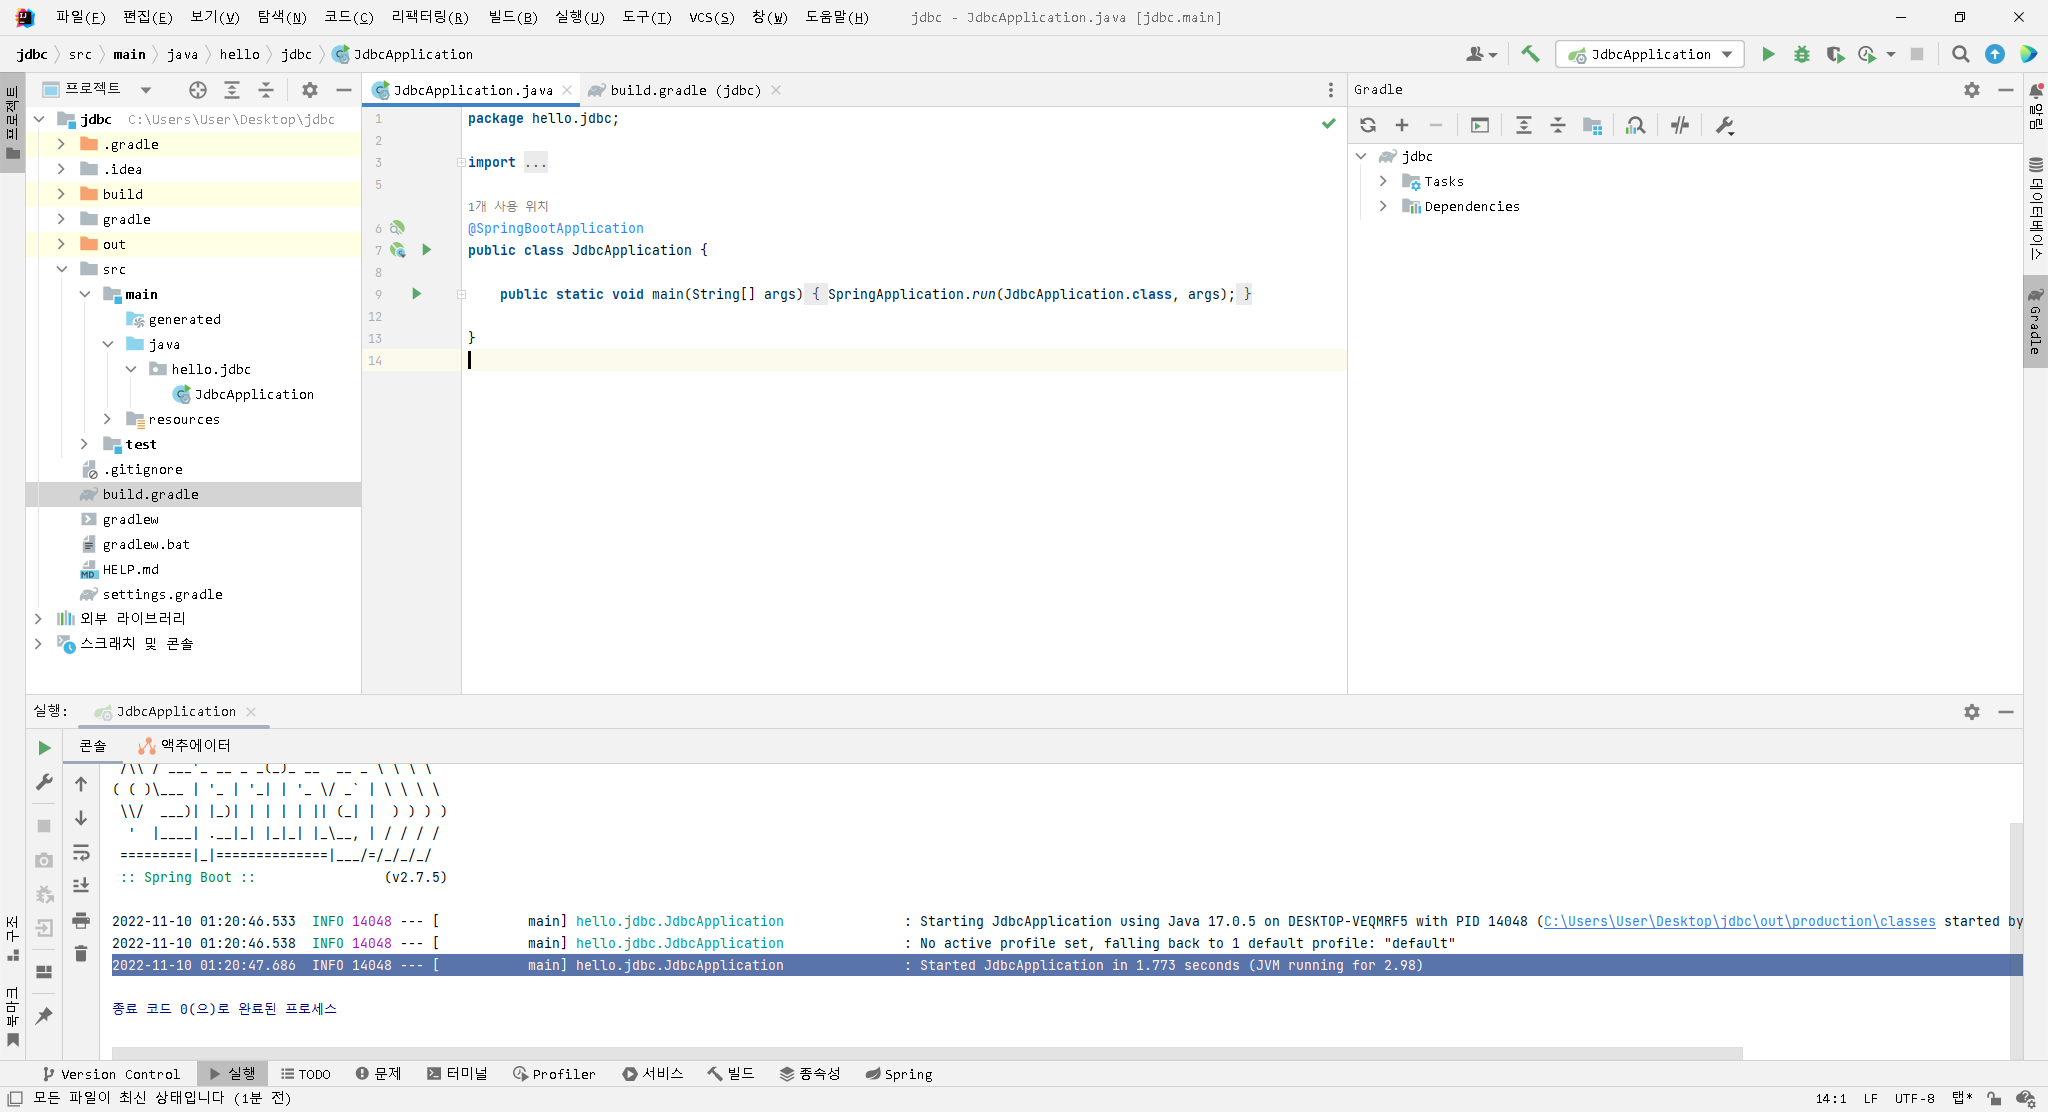 파일(F) 편집(E) 보기(V) 탐색(N) 코드(C) 리팩터링(R) 빌드(B) 실행(U) 도구(T) VCS(S) 창(W) 도움말(H) jdbc - JdbcApplication.java [jdbc.main]
jdbc src main java hello jdbc JdbcApplication
JdbcApplication
프로젝트
JdbcApplication.java
build.gradle (jdbc)
Gradle
프로젝트
jdbc C:\Users\User\Desktop\jdbc
.gradle
.idea
build
gradle
out
src
main
generated
java
hello.jdbc
JdbcApplication
resources
test
.gitignore
build.gradle
gradlew
gradlew.bat
HELP.md
settings.gradle
외부 라이브러리
스크래치 및 콘솔
1 package hello.jdbc;
2
3 import ...
5
1개 사용 위치
6 @SpringBootApplication
7 public class JdbcApplication {
8
9 public static void main(String[] args) { SpringApplication.run(JdbcApplication.class, args); }
12
13 }
14
jdbc
Tasks
Dependencies
알림
데이터베이스
Gradle
실행: JdbcApplication
콘솔 액추에이터
 /\\ / ___'_ __ _ _(_)_ __  __ _ \ \ \ \
( ( )\___ | '_ | '_| | '_ \/ _` | \ \ \ \
 \\/  ___)| |_)| | | | | || (_| |  ) ) ) )
  '  |____| .__|_| |_|_| |_\__, | / / / /
 =========|_|==============|___/=/_/_/_/
 :: Spring Boot ::                (v2.7.5)
2022-11-10 01:20:46.533  INFO 14048 --- [           main] hello.jdbc.JdbcApplication               : Starting JdbcApplication using Java 17.0.5 on DESKTOP-VEQMRF5 with PID 14048 (C:\Users\User\Desktop\jdbc\out\production\classes started by
2022-11-10 01:20:46.538  INFO 14048 --- [           main] hello.jdbc.JdbcApplication               : No active profile set, falling back to 1 default profile: "default"
2022-11-10 01:20:47.686  INFO 14048 --- [           main] hello.jdbc.JdbcApplication               : Started JdbcApplication in 1.773 seconds (JVM running for 2.98)
종료 코드 0(으)로 완료된 프로세스
구조
북마크
Version Control 실행 TODO 문제 터미널 Profiler 서비스 빌드 종속성 Spring
모든 파일이 최신 상태입니다 (1분 전)
14:1 LF UTF-8 탭*